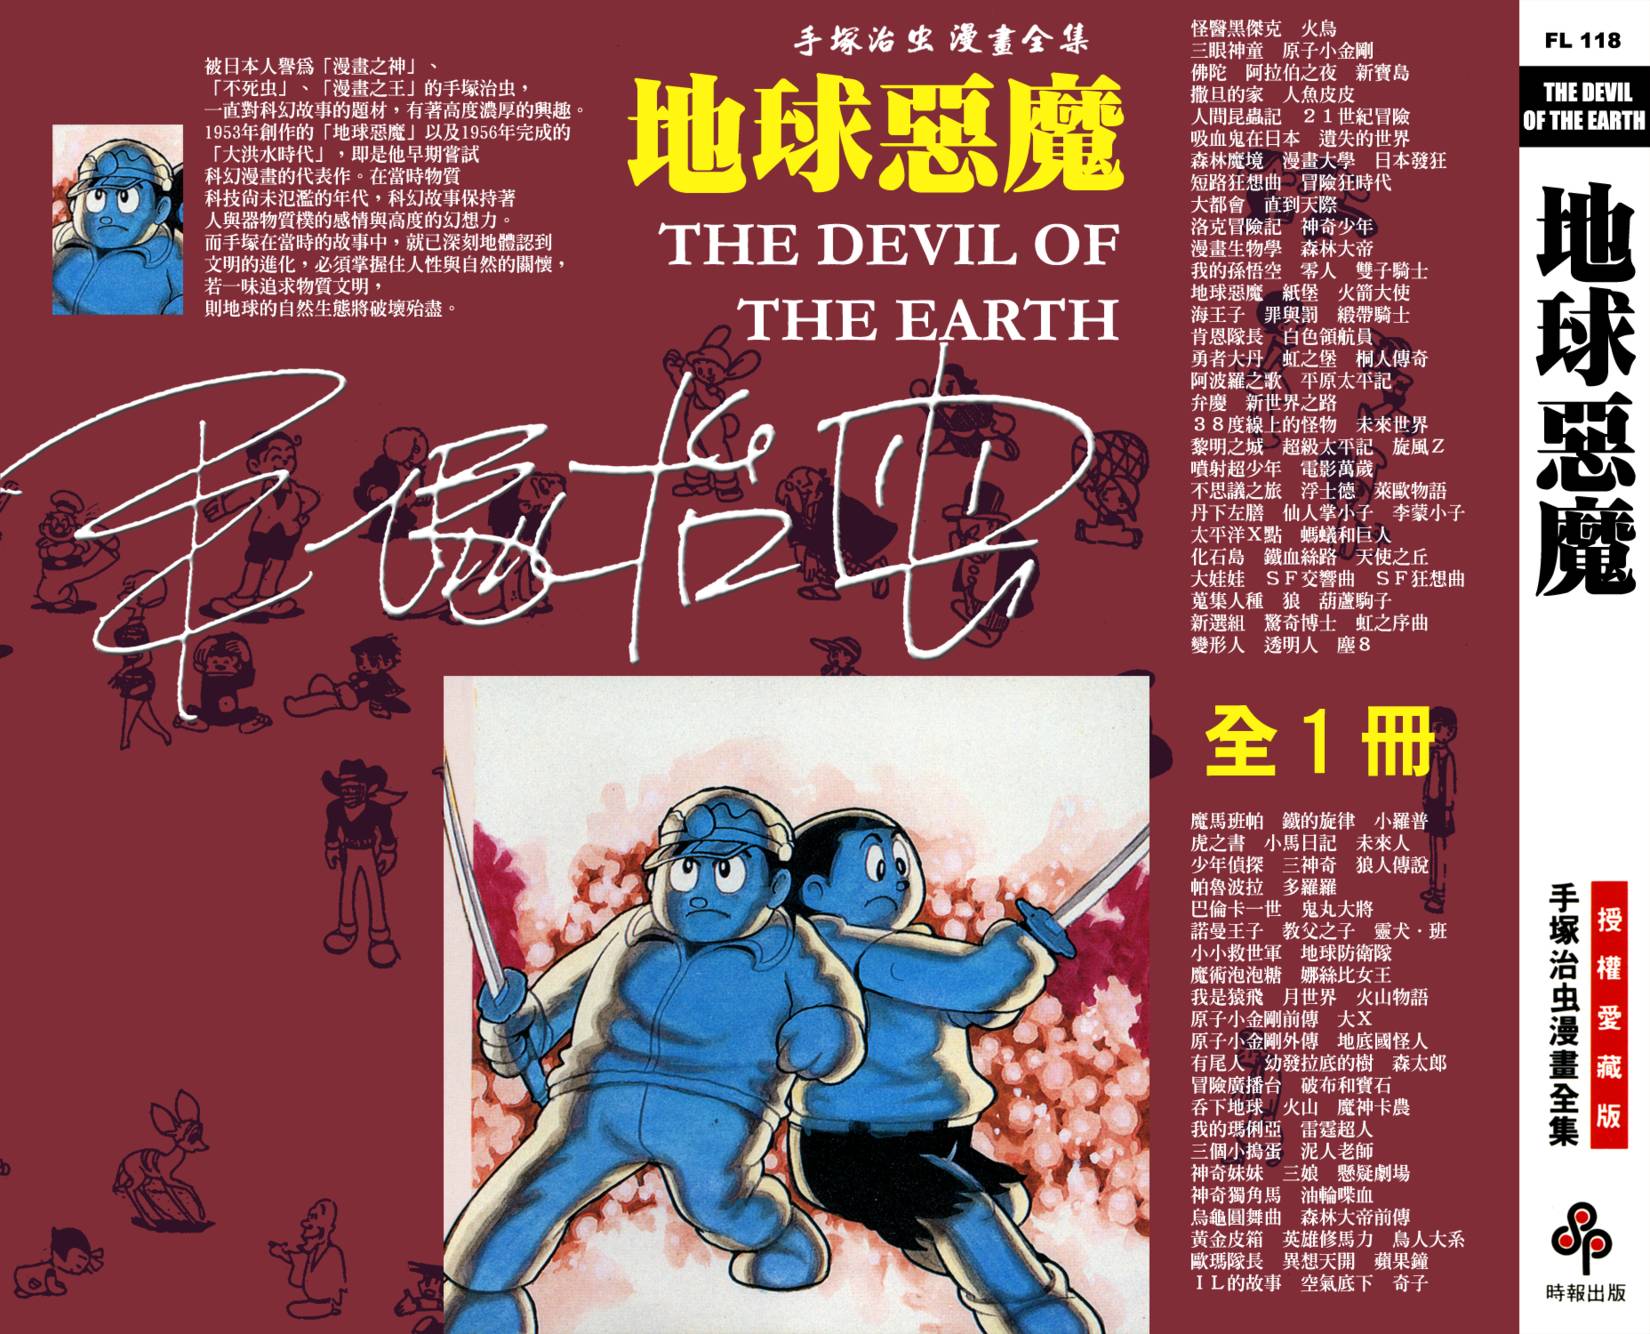 手塚治虫漫畫全集
地球惡魔
THE DEVIL OF
THE EARTH
被日本人譽爲「漫畫之神」、
「不死虫」、「漫畫之王」的手塚治虫，
一直對科幻故事的題材，有著高度濃厚的興趣。
1953年創作的「地球惡魔」以及1956年完成的
「大洪水時代」，即是他早期嘗試
科幻漫畫的代表作。在當時物質
科技尙未氾濫的年代，科幻故事保持著
人與器物質樸的感情與高度的幻想力。
而手塚在當時的故事中，就已深刻地體認到
文明的進化，必須掌握住人性與自然的關懷，
若一味追求物質文明，
則地球的自然生態將破壞殆盡。
手塚治虫
怪醫黑傑克　火鳥
三眼神童　原子小金剛
佛陀　阿拉伯之夜　新寶島
撒旦的家　人魚皮皮
人間昆蟲記　２１世紀冒險
吸血鬼在日本　遺失的世界
森林魔境　漫畫大學　日本發狂
短路狂想曲　冒險狂時代
大都會　直到天際
洛克冒險記　神奇少年
漫畫生物學　森林大帝
我的孫悟空　零人　雙子騎士
地球惡魔　紙堡　火箭大使
海王子　罪與罰　緞帶騎士
肯恩隊長　白色領航員
勇者大丹　虹之堡　桐人傳奇
阿波羅之歌　平原太平記
弁慶　新世界之路
３８度線上的怪物　未來世界
黎明之城　超級太平記　旋風Ｚ
噴射超少年　電影萬歲
不思議之旅　浮士德　萊歐物語
丹下左膳　仙人掌小子　李蒙小子
太平洋Ｘ點　螞蟻和巨人
化石島　鐵血絲路　天使之丘
大娃娃　ＳＦ交響曲　ＳＦ狂想曲
蒐集人種　狼　葫蘆駒子
新選組　驚奇博士　虹之序曲
變形人　透明人　塵８
全１冊
魔馬班帕　鐵的旋律　小羅普
虎之書　小馬日記　未來人
少年偵探　三神奇　狼人傳說
帕魯波拉　多羅羅
巴倫卡一世　鬼丸大將
諾曼王子　教父之子　靈犬・班
小小救世軍　地球防衛隊
魔術泡泡糖　娜絲比女王
我是猿飛　月世界　火山物語
原子小金剛前傳　大Ｘ
原子小金剛外傳　地底國怪人
有尾人　幼發拉底的樹　森太郎
冒險廣播台　破布和寶石
吞下地球　火山　魔神卡農
我的瑪俐亞　雷霆超人
三個小搗蛋　泥人老師
神奇妹妹　三娘　懸疑劇場
神奇獨角馬　油輪喋血
烏龜圓舞曲　森林大帝前傳
黃金皮箱　英雄修馬力　鳥人大系
歐瑪隊長　異想天開　蘋果鐘
ＩＬ的故事　空氣底下　奇子
FL 118
THE DEVIL
OF THE EARTH
地球惡魔
手塚治虫漫畫全集
授權愛藏版
時報出版